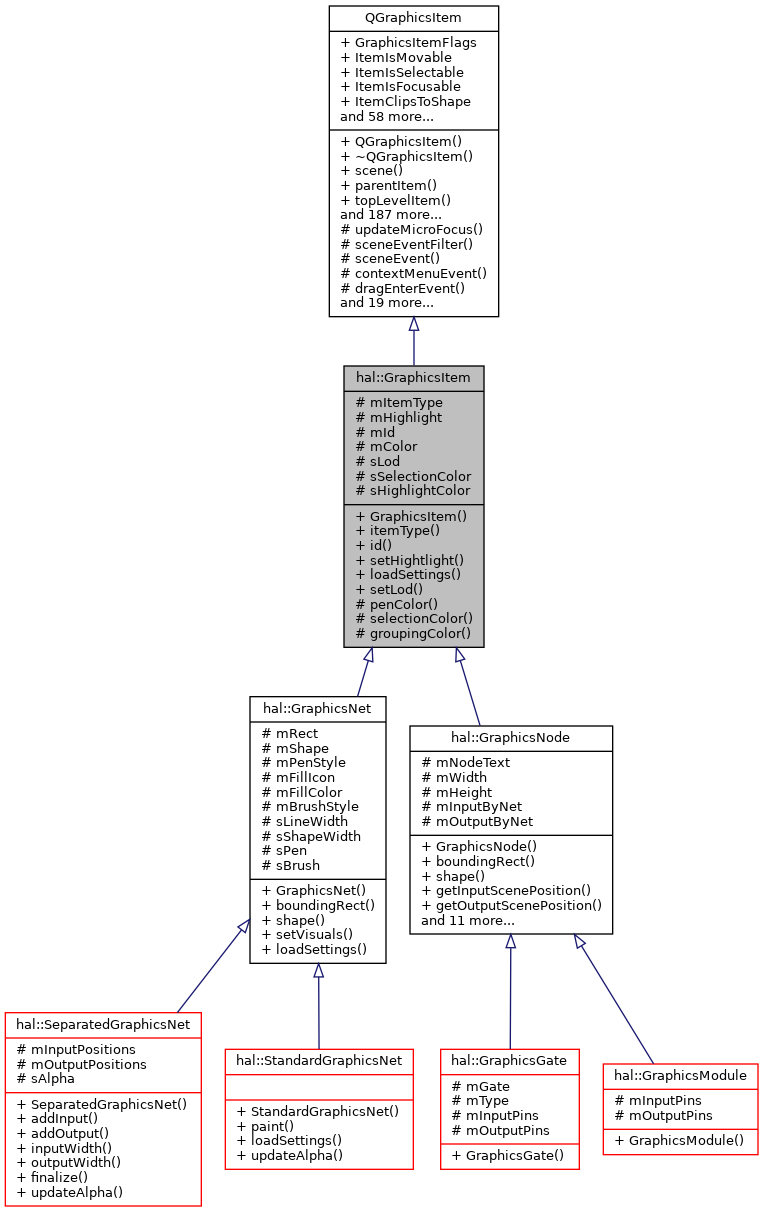 QGraphicsItem
+ GraphicsItemFlags
+ ItemIsMovable
+ ItemIsSelectable
+ ItemIsFocusable
+ ItemClipsToShape
and 58 more...
+ QGraphicsItem()
+ ~QGraphicsItem()
+ scene()
+ parentItem()
+ topLevelItem()
and 187 more...
# updateMicroFocus()
# sceneEventFilter()
# sceneEvent()
# contextMenuEvent()
# dragEnterEvent()
and 19 more...
hal::GraphicsItem
# mItemType
# mHighlight
# mId
# mColor
# sLod
# sSelectionColor
# sHighlightColor
+ GraphicsItem()
+ itemType()
+ id()
+ setHightlight()
+ loadSettings()
+ setLod()
# penColor()
# selectionColor()
# groupingColor()
hal::GraphicsNet
# mRect
# mShape
# mPenStyle
# mFillIcon
# mFillColor
# mBrushStyle
# sLineWidth
# sShapeWidth
# sPen
# sBrush
+ GraphicsNet()
+ boundingRect()
+ shape()
+ setVisuals()
+ loadSettings()
hal::GraphicsNode
# mNodeText
# mWidth
# mHeight
# mInputByNet
# mOutputByNet
+ GraphicsNode()
+ boundingRect()
+ shape()
+ getInputScenePosition()
+ getOutputScenePosition()
and 11 more...
hal::SeparatedGraphicsNet
# mInputPositions
# mOutputPositions
# sAlpha
+ SeparatedGraphicsNet()
+ addInput()
+ addOutput()
+ inputWidth()
+ outputWidth()
+ finalize()
+ updateAlpha()
hal::StandardGraphicsNet
+ StandardGraphicsNet()
+ paint()
+ loadSettings()
+ updateAlpha()
hal::GraphicsGate
# mGate
# mType
# mInputPins
# mOutputPins
+ GraphicsGate()
hal::GraphicsModule
# mInputPins
# mOutputPins
+ GraphicsModule()